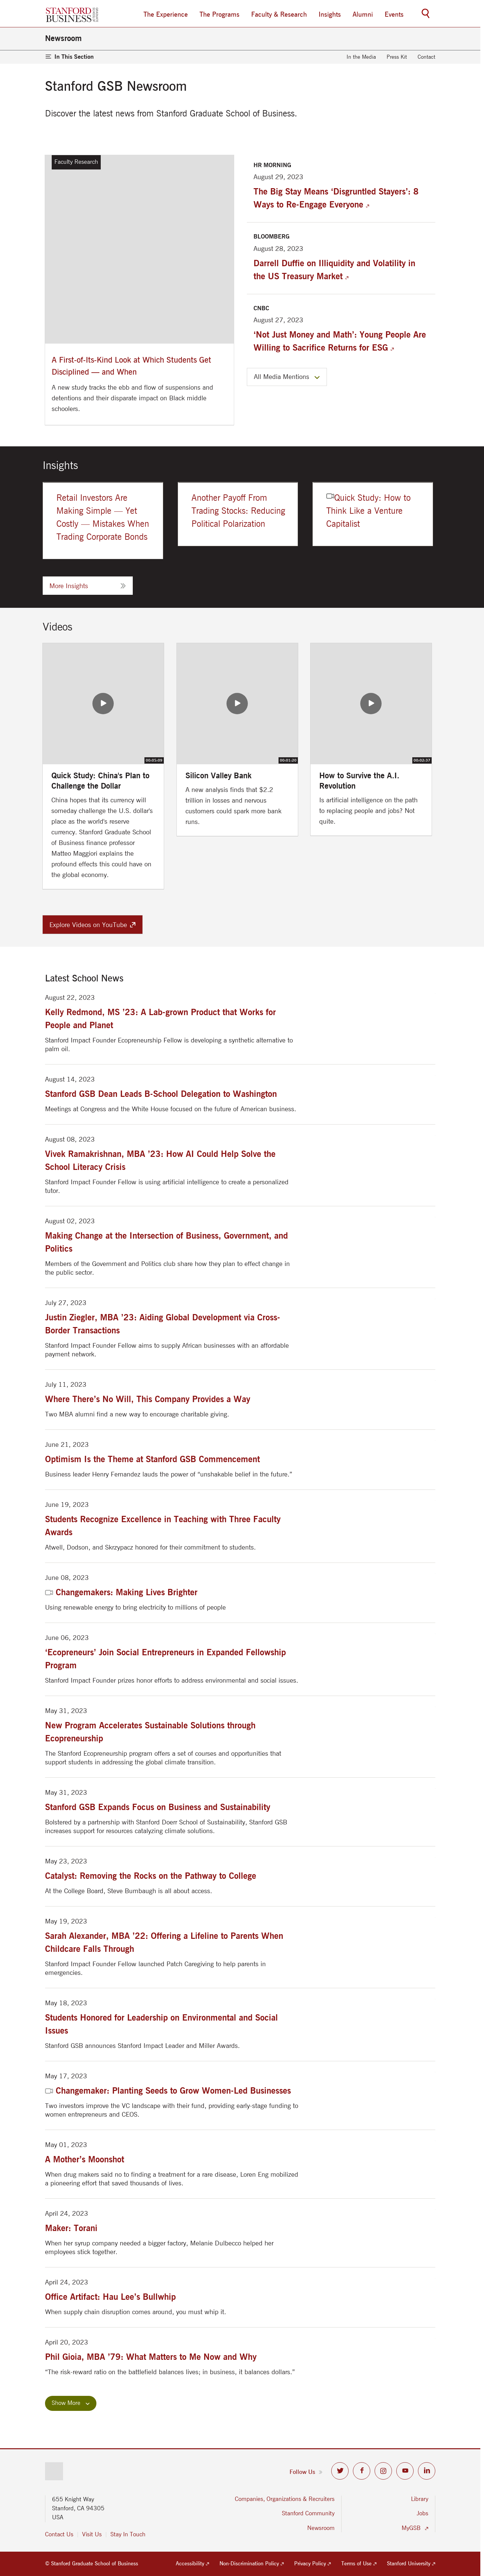 STANFORD
BUSINESS
The Experience
The Programs
Faculty & Research
Insights
Alumni
Events
Newsroom
In This Section
In the Media
Press Kit
Contact
Stanford GSB Newsroom
Discover the latest news from Stanford Graduate School of Business.
Faculty Research
A First-of-Its-Kind Look at Which Students Get
Disciplined — and When
A new study tracks the ebb and flow of suspensions and
detentions and their disparate impact on Black middle
schoolers.
HR MORNING
August 29, 2023
The Big Stay Means ‘Disgruntled Stayers’: 8
Ways to Re-Engage Everyone
BLOOMBERG
August 28, 2023
Darrell Duffie on Illiquidity and Volatility in
the US Treasury Market
CNBC
August 27, 2023
‘Not Just Money and Math’: Young People Are
Willing to Sacrifice Returns for ESG
All Media Mentions
Insights
Retail Investors Are
Making Simple — Yet
Costly — Mistakes When
Trading Corporate Bonds
Another Payoff From
Trading Stocks: Reducing
Political Polarization
Quick Study: How to
Think Like a Venture
Capitalist
More Insights
Videos
Quick Study: China's Plan to
Challenge the Dollar
China hopes that its currency will
someday challenge the U.S. dollar's
place as the world's reserve
currency. Stanford Graduate School
of Business finance professor
Matteo Maggiori explains the
profound effects this could have on
the global economy.
Silicon Valley Bank
A new analysis finds that $2.2
trillion in losses and nervous
customers could spark more bank
runs.
How to Survive the A.I.
Revolution
Is artificial intelligence on the path
to replacing people and jobs? Not
quite.
Explore Videos on YouTube
Latest School News
August 22, 2023
Kelly Redmond, MS ’23: A Lab-grown Product that Works for
People and Planet
Stanford Impact Founder Ecopreneurship Fellow is developing a synthetic alternative to
palm oil.
August 14, 2023
Stanford GSB Dean Leads B-School Delegation to Washington
Meetings at Congress and the White House focused on the future of American business.
August 08, 2023
Vivek Ramakrishnan, MBA ’23: How AI Could Help Solve the
School Literacy Crisis
Stanford Impact Founder Fellow is using artificial intelligence to create a personalized
tutor.
August 02, 2023
Making Change at the Intersection of Business, Government, and
Politics
Members of the Government and Politics club share how they plan to effect change in
the public sector.
July 27, 2023
Justin Ziegler, MBA ’23: Aiding Global Development via Cross-
Border Transactions
Stanford Impact Founder Fellow aims to supply African businesses with an affordable
payment network.
July 11, 2023
Where There’s No Will, This Company Provides a Way
Two MBA alumni find a new way to encourage charitable giving.
June 21, 2023
Optimism Is the Theme at Stanford GSB Commencement
Business leader Henry Fernandez lauds the power of “unshakable belief in the future.”
June 19, 2023
Students Recognize Excellence in Teaching with Three Faculty
Awards
Atwell, Dodson, and Skrzypacz honored for their commitment to students.
June 08, 2023
Changemakers: Making Lives Brighter
Using renewable energy to bring electricity to millions of people
June 06, 2023
‘Ecopreneurs’ Join Social Entrepreneurs in Expanded Fellowship
Program
Stanford Impact Founder prizes honor efforts to address environmental and social issues.
May 31, 2023
New Program Accelerates Sustainable Solutions through
Ecopreneurship
The Stanford Ecopreneurship program offers a set of courses and opportunities that
support students in addressing the global climate transition.
May 31, 2023
Stanford GSB Expands Focus on Business and Sustainability
Bolstered by a partnership with Stanford Doerr School of Sustainability, Stanford GSB
increases support for resources catalyzing climate solutions.
May 23, 2023
Catalyst: Removing the Rocks on the Pathway to College
At the College Board, Steve Bumbaugh is all about access.
May 19, 2023
Sarah Alexander, MBA ’22: Offering a Lifeline to Parents When
Childcare Falls Through
Stanford Impact Founder Fellow launched Patch Caregiving to help parents in
emergencies.
May 18, 2023
Students Honored for Leadership on Environmental and Social
Issues
Stanford GSB announces Stanford Impact Leader and Miller Awards.
May 17, 2023
Changemaker: Planting Seeds to Grow Women-Led Businesses
Two investors improve the VC landscape with their fund, providing early-stage funding to
women entrepreneurs and CEOS.
May 01, 2023
A Mother’s Moonshot
When drug makers said no to finding a treatment for a rare disease, Loren Eng mobilized
a pioneering effort that saved thousands of lives.
April 24, 2023
Maker: Torani
When her syrup company needed a bigger factory, Melanie Dulbecco helped her
employees stick together.
April 24, 2023
Office Artifact: Hau Lee’s Bullwhip
When supply chain disruption comes around, you must whip it.
April 20, 2023
Phil Gioia, MBA ’79: What Matters to Me Now and Why
“The risk-reward ratio on the battlefield balances lives; in business, it balances dollars.”
Show More
Follow Us
655 Knight Way
Stanford, CA 94305
USA
Contact Us
Visit Us
Stay In Touch
Companies, Organizations & Recruiters
Stanford Community
Newsroom
Library
Jobs
MyGSB
© Stanford Graduate School of Business
Accessibility
Non-Discrimination Policy
Privacy Policy
Terms of Use
Stanford University